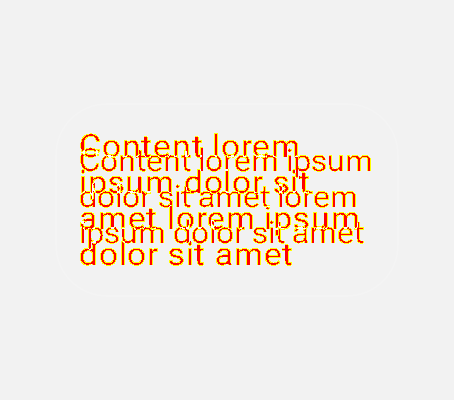 Content lorem
Content lorem ipsum
ipsum dolor sit
dolor sit amet lorem
amet lorem ipsum
ipsum dolor sit amet
dolor sit amet